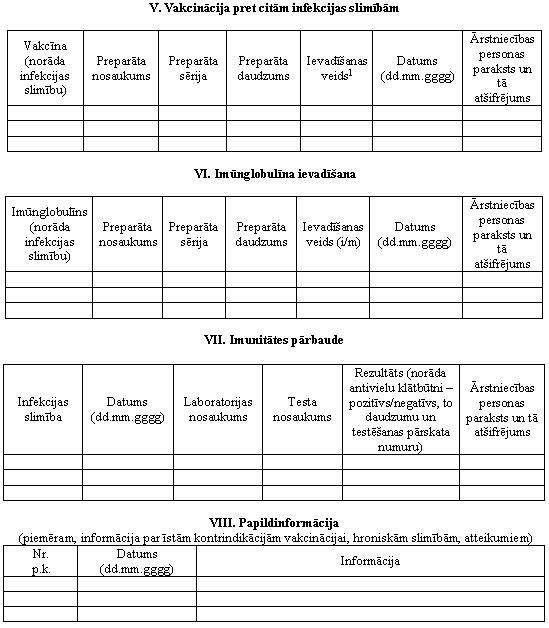 V. Vakcinācija pret citām infekcijas slimībām
Vakcīna (norāda infekcijas slimību)
Preparāta nosaukums
Preparāta sērija
Preparāta daudzums
Ievadīšanas veids1
Datums (dd.mm.gggg)
Ārstniecības personas paraksts un tā atšifrējums
VI. Imūnglobulīna ievadīšana
Imūnglobulīns (norāda infekcijas slimību)
Preparāta nosaukums
Preparāta sērija
Preparāta daudzums
Ievadīšanas veids (i/m)
Datums (dd.mm.gggg)
Ārstniecības personas paraksts un tā atšifrējums
VII. Imunitātes pārbaude
Infekcijas slimība
Datums (dd.mm.gggg)
Laboratorijas nosaukums
Testa nosaukums
Rezultāts (norāda antivielu klātbūtni – pozitīvs/negatīvs, to daudzumu un testēšanas pārskata numuru)
Ārstniecības personas paraksts un tā atšifrējums
VIII. Papildinformācija
(piemēram, informācija par īstām kontrindikācijām vakcinācijai, hroniskām slimībām, atteikumiem)
Nr. p.k.
Datums (dd.mm.gggg)
Informācija